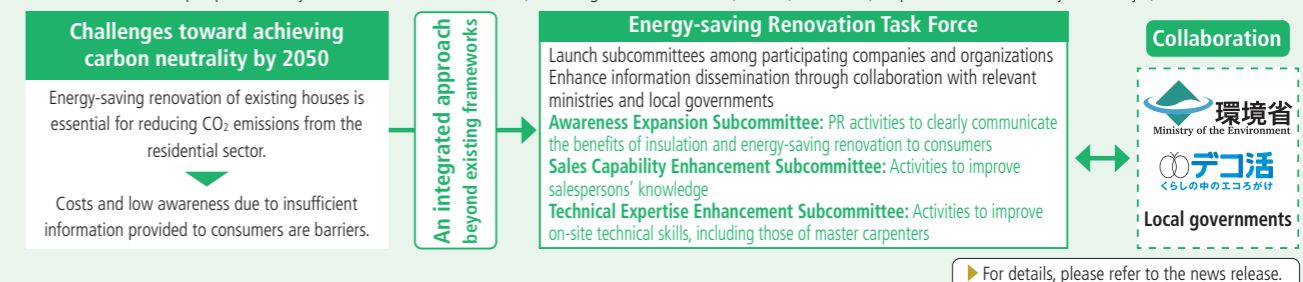 Challenges toward achieving
carbon neutrality by 2050
Energy-saving renovation of existing houses is
essential for reducing CO₂ emissions from the
residential sector.
Costs and low awareness due to insufficient
information provided to consumers are barriers.
An integrated approach
beyond existing frameworks
Energy-saving Renovation Task Force
Launch subcommittees among participating companies and organizations
Enhance information dissemination through collaboration with relevant
ministries and local governments
Awareness Expansion Subcommittee: PR activities to clearly communicate
the benefits of insulation and energy-saving renovation to consumers
Sales Capability Enhancement Subcommittee: Activities to improve
salespersons’ knowledge
Technical Expertise Enhancement Subcommittee: Activities to improve
on-site technical skills, including those of master carpenters
Collaboration
環境省
Ministry of the Environment
デコ活
くらしの中のエコろがけ
Local governments
For details, please refer to the news release.